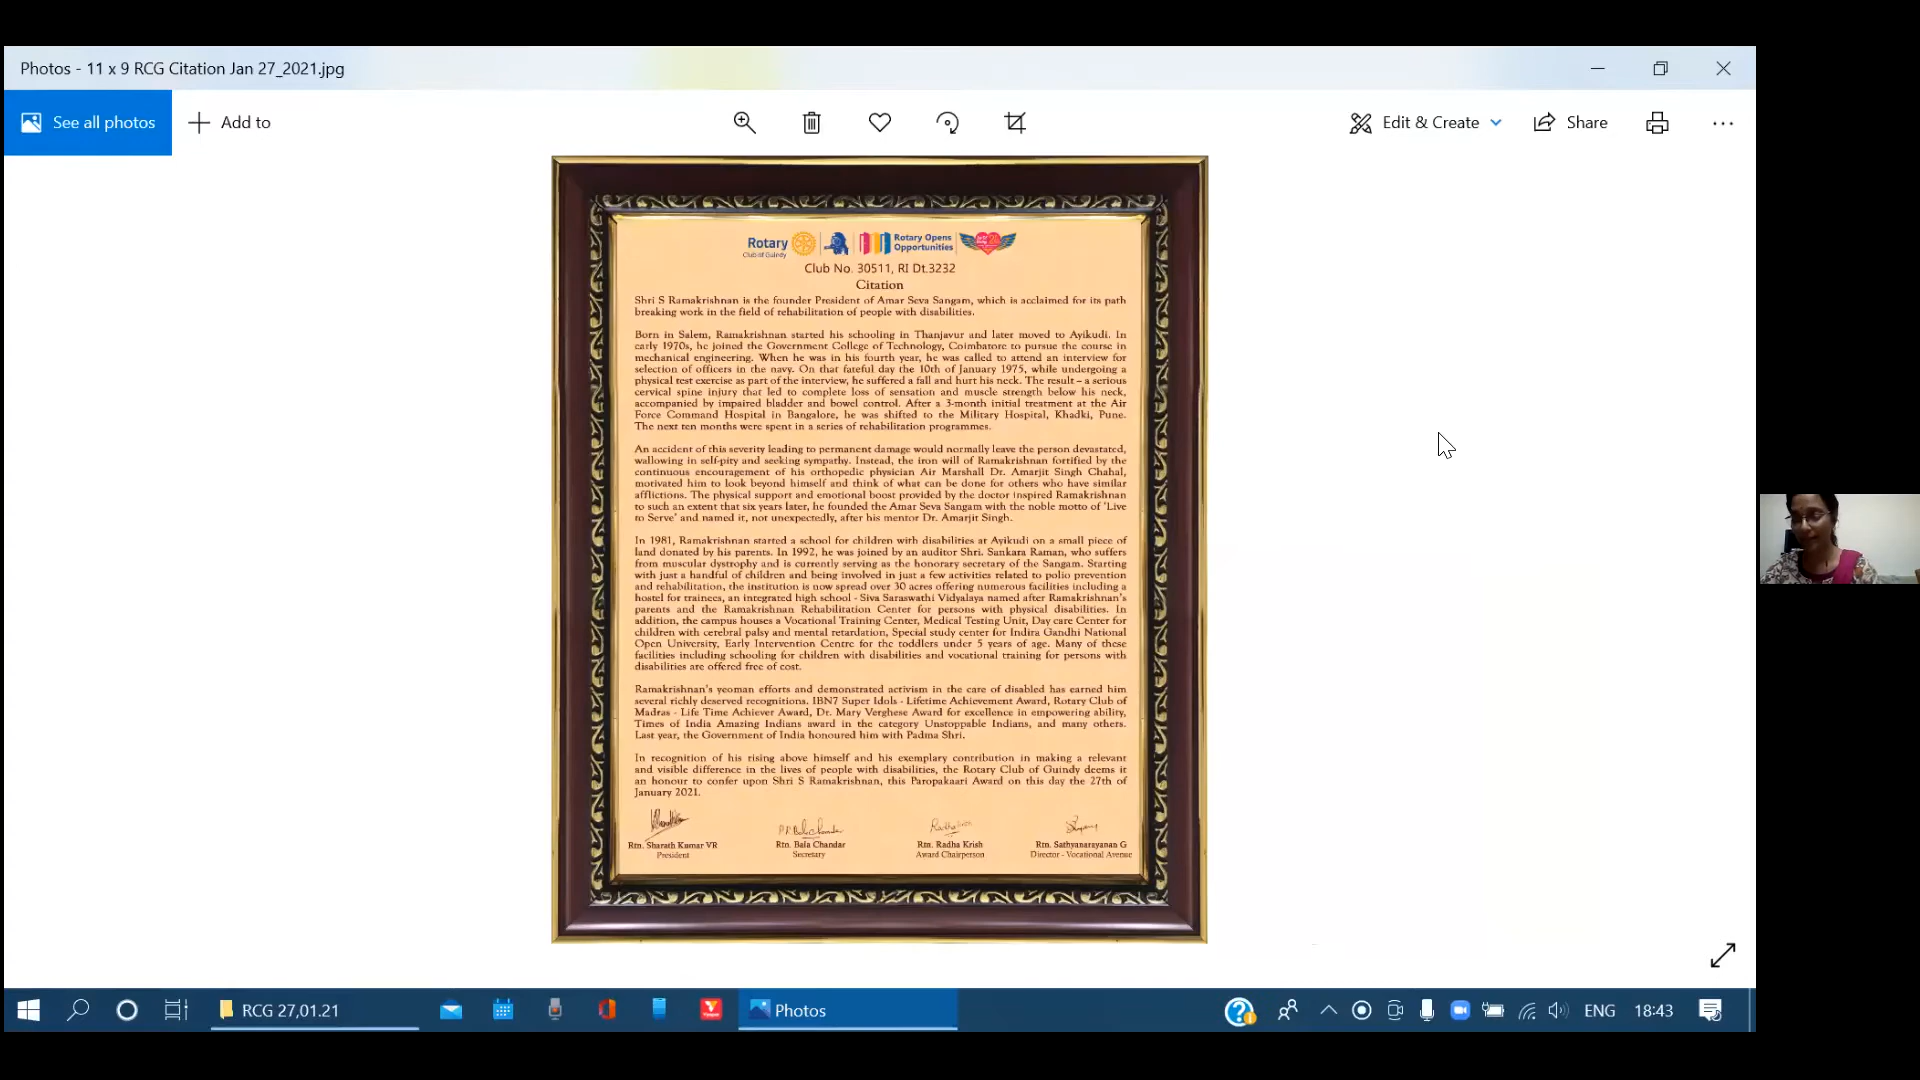 Photos - 11 x 9 RCG Citation Jan 27_2021.jpg
See all photos
Add to
Edit & Create
Share
Rotary
Club of Guindy
Rotary Opens
Opportunities
Club No. 30511, RI Dt.3232
Citation
Shri S Ramakrishnan is the founder President of Amar Seva Sangam, which is acclaimed for its path
breaking work in the field of rehabilitation of people with disabilities.
Born in Salem, Ramakrishnan started his schooling in Thanjavur and later moved to Ayikudi. In
early 1970s, he joined the Government College of Technology, Coimbatore to pursue the course in
mechanical engineering. When he was in his fourth year, he was called to attend an interview for
selection of officers in the navy. On that fateful day the 10th of January 1975, while undergoing a
physical test exercise as part of the interview, he suffered a fall and hurt his neck. The result – a serious
cervical spine injury that led to complete loss of sensation and muscle strength below his neck,
accompanied by impaired bladder and bowel control. After a 3-month initial treatment at the Air
Force Command Hospital in Bangalore, he was shifted to the Military Hospital, Khadki, Pune.
The next ten months were spent in a series of rehabilitation programmes.
An accident of this severity leading to permanent damage would normally leave the person devastated,
wallowing in self-pity and seeking sympathy. Instead, the iron will of Ramakrishnan fortified by the
continuous encouragement of his orthopedic physician Air Marshall Dr. Amarjit Singh Chahal,
motivated him to look beyond himself and think of what can be done for others who have similar
afflictions. The physical support and emotional boost provided by the doctor inspired Ramakrishnan
to such an extent that six years later, he founded the Amar Seva Sangam with the noble motto of 'Live
to Serve' and named it, not unexpectedly, after his mentor Dr. Amarjit Singh.
In 1981, Ramakrishnan started a school for children with disabilities at Ayikudi on a small piece of
land donated by his parents. In 1992, he was joined by an auditor Shri. Sankara Raman, who suffers
from muscular dystrophy and is currently serving as the honorary secretary of the Sangam. Starting
with just a handful of children and being involved in just a few activities related to polio prevention
and rehabilitation, the institution is now spread over 30 acres offering numerous facilities including a
hostel for trainees, an integrated high school - Siva Saraswathi Vidyalaya named after Ramakrishnan's
parents and the Ramakrishnan Rehabilitation Center for persons with physical disabilities. In
addition, the campus houses a Vocational Training Center, Medical Testing Unit, Day care Center for
children with cerebral palsy and mental retardation, Special study center for Indira Gandhi National
Open University, Early Intervention Centre for the toddlers under 5 years of age. Many of these
facilities including schooling for children with disabilities and vocational training for persons with
disabilities are offered free of cost.
Ramakrishnan's yeoman efforts and demonstrated activism in the care of disabled has earned him
several richly deserved recognitions. IBN7 Super Idols - Lifetime Achievement Award, Rotary Club of
Madras - Life Time Achiever Award, Dr. Mary Verghese Award for excellence in empowering ability,
Times of India Amazing Indians award in the category Unstoppable Indians, and many others.
Last year, the Government of India honoured him with Padma Shri.
In recognition of his rising above himself and his exemplary contribution in making a relevant
and visible difference in the lives of people with disabilities, the Rotary Club of Guindy deems it
an honour to confer upon Shri S Ramakrishnan, this Paropakaari Award on this day the 27th of
January 2021.
Rtn. Sharath Kumar VR
President
Rtn. Bala Chandar
Secretary
Rtn. Radha Krish
Award Chairperson
Rtn. Sathyanarayanan G
Director - Vocational Avenue
RCG 27,01.21
Photos
ENG
18:43